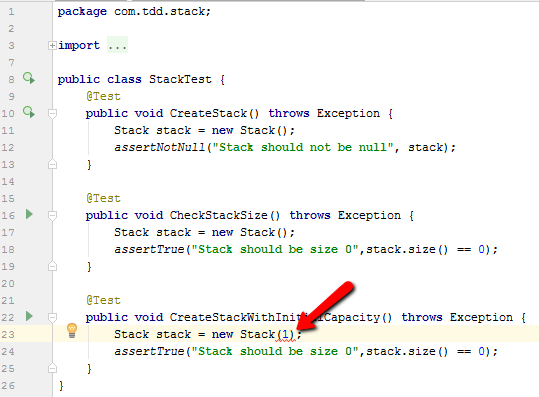 1 package com.tdd.stack;
2
3 import ...
7
8 public class StackTest {
9 @Test
10 public void CreateStack() throws Exception {
11 Stack stack = new Stack();
12 assertNotNull("Stack should not be null", stack);
13 }
14
15 @Test
16 public void CheckStackSize() throws Exception {
17 Stack stack = new Stack();
18 assertTrue("Stack should be size 0",stack.size() == 0);
19 }
20
21 @Test
22 public void CreateStackWithInitialCapacity() throws Exception {
23 Stack stack = new Stack(1);
24 assertTrue("Stack should be size 0",stack.size() == 0);
25 }
26 }